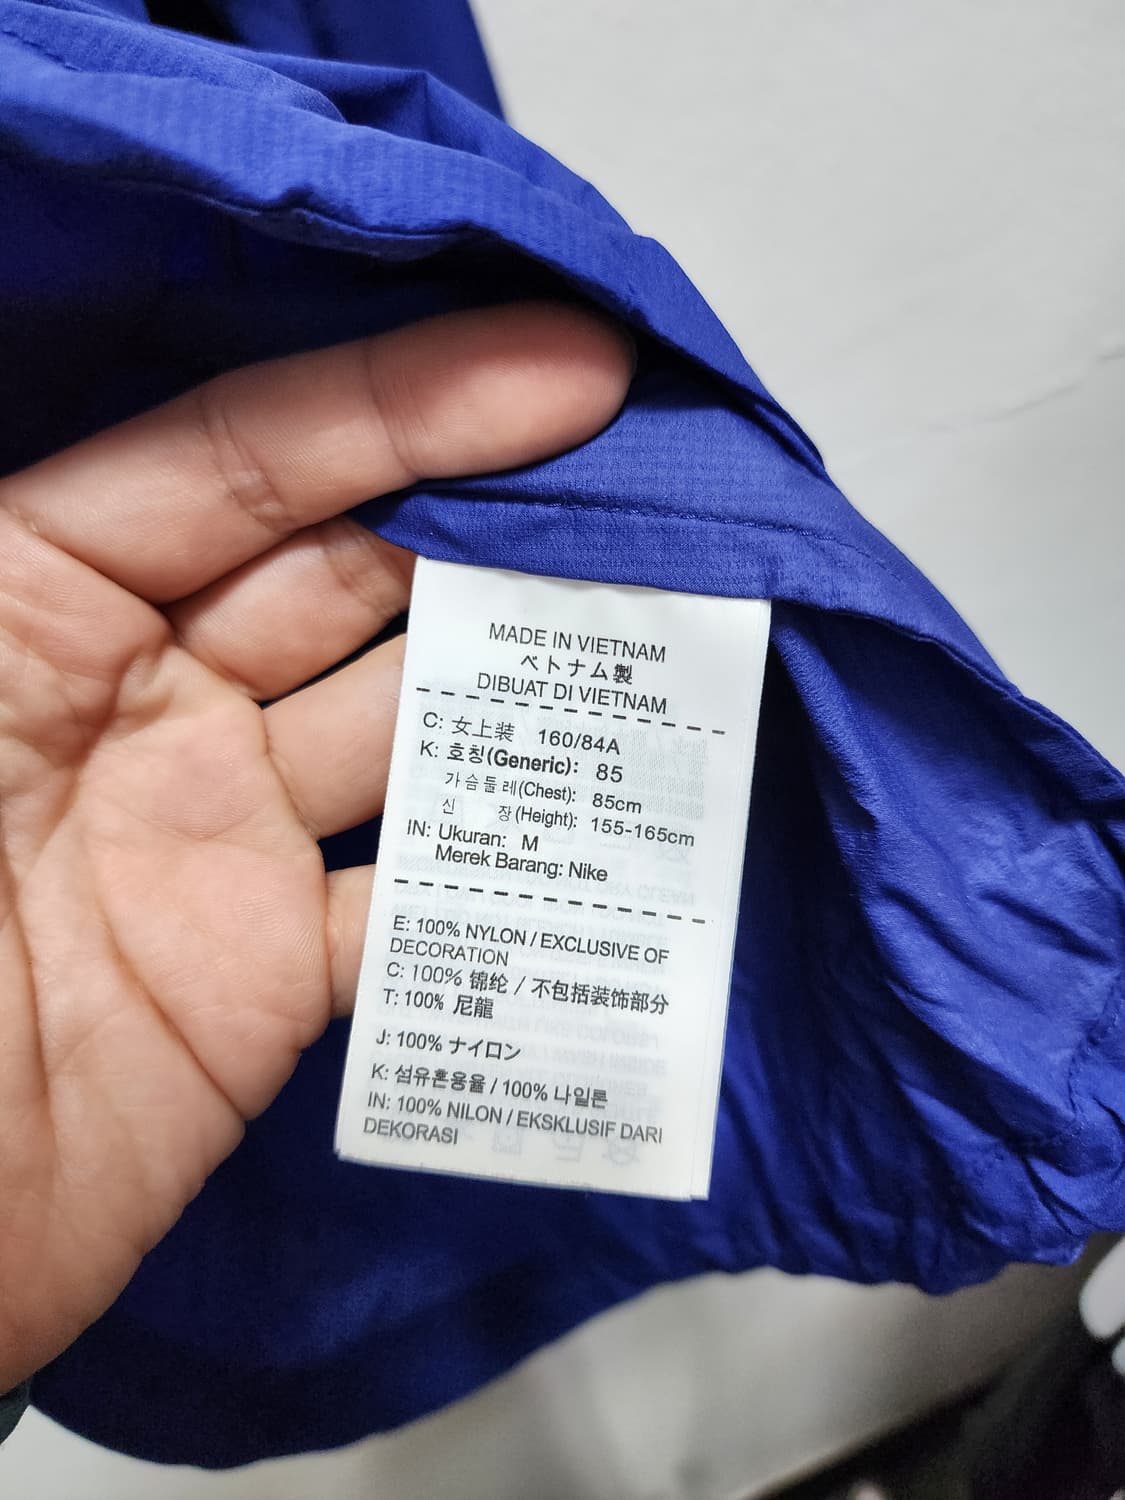 MADE IN VIETNAM
ベトナム製
DIBUAT DI VIETNAM
C: 女上装 160/84A
K: 호칭(Generic): 85
가슴둘레(Chest): 85cm
신 장(Height): 155-165cm
IN: Ukuran: M
Merek Barang: Nike
E: 100% NYLON / EXCLUSIVE OF
DECORATION
C: 100% 锦纶 / 不包括装饰部分
T: 100% 尼龍
J: 100% ナイロン
K: 섬유혼용율 / 100% 나일론
IN: 100% NILON / EKSKLUSIF DARI
DEKORASI